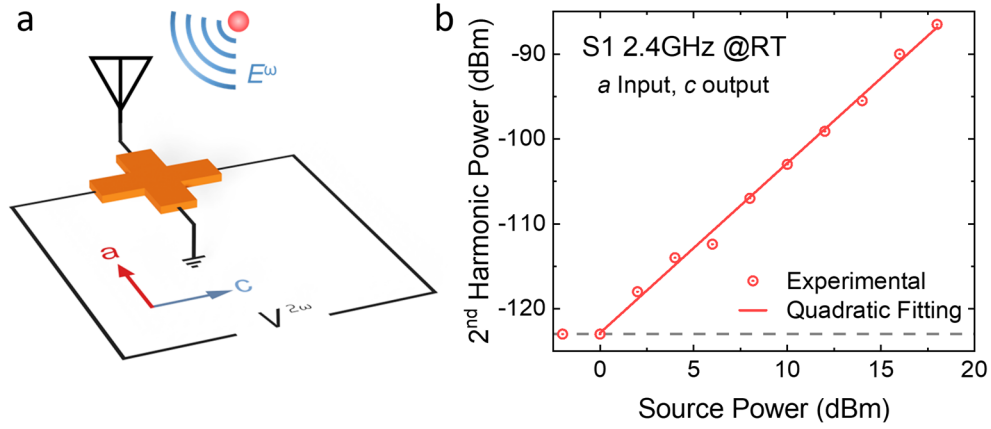 a
E^ω
a
c
V^2ω
b
S1 2.4GHz @RT
a Input, c output
2nd Harmonic Power (dBm)
-90
-100
-110
-120
Experimental
Quadratic Fitting
0
5
10
15
20
Source Power (dBm)